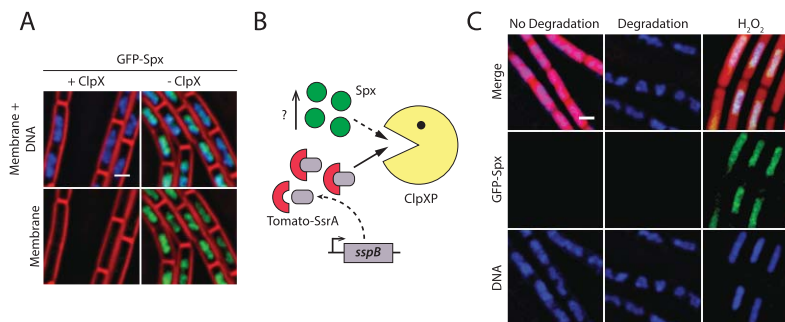 A
GFP-Spx
+ ClpX
- ClpX
Membrane +
DNA
Membrane
B
?
Spx
ClpXP
Tomato-SsrA
sspB
C
No Degradation
Degradation
H2O2
Merge
GFP-Spx
DNA